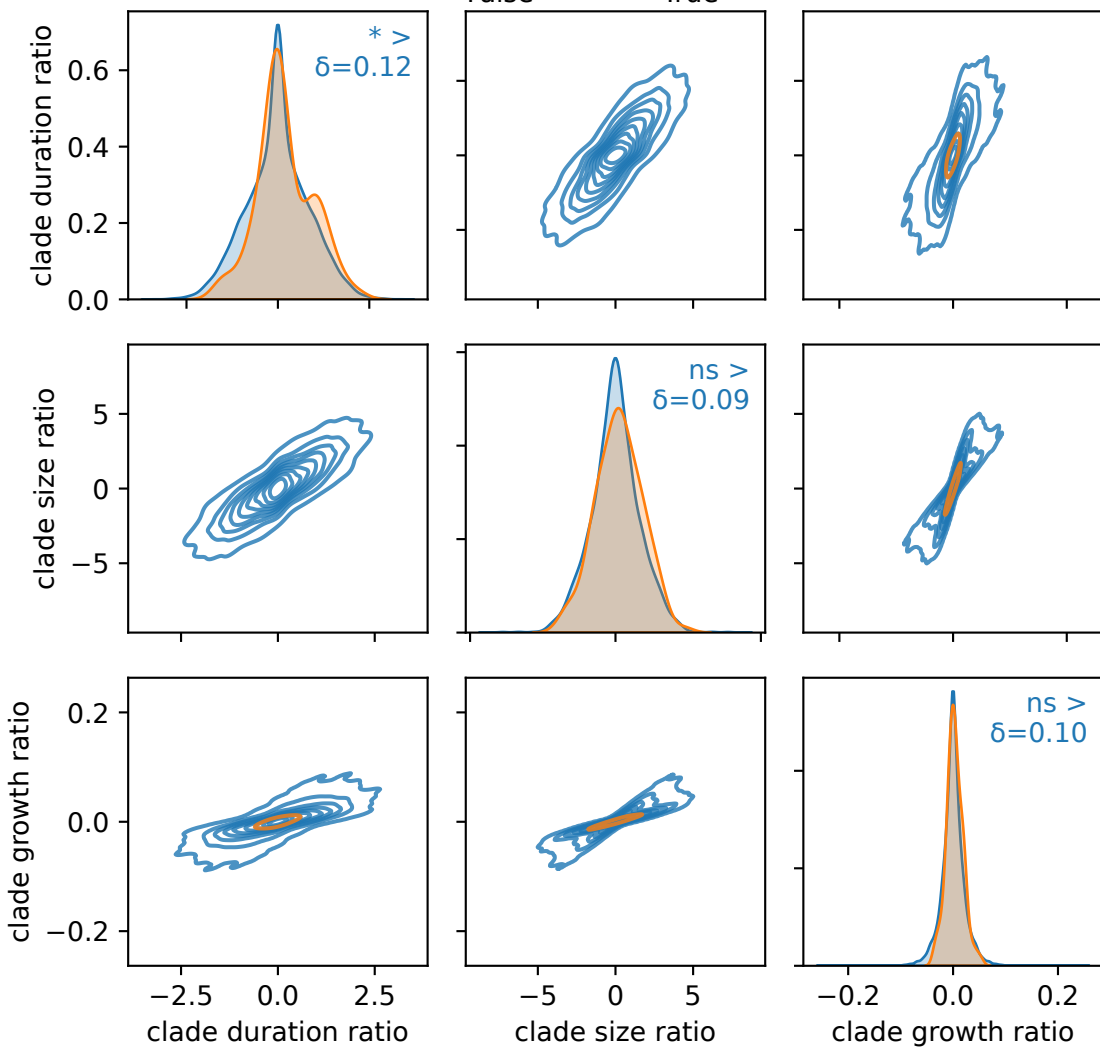 raise True
0.6
0.4
0.2
0.0
clade duration ratio
* >
δ=0.12
5
0
−5
clade size ratio
ns >
δ=0.09
0.2
0.0
−0.2
clade growth ratio
ns >
δ=0.10
−2.5 0.0 2.5
−5 0 5
−0.2 0.0 0.2
clade duration ratio
clade size ratio
clade growth ratio